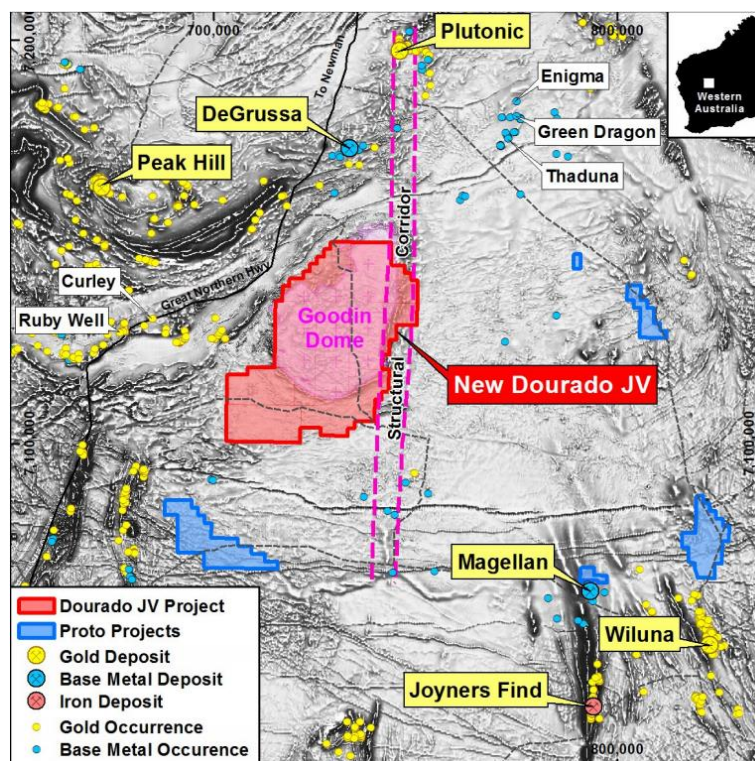 700,000
800,000
7,200,000
Plutonic
To Newman
Enigma
Western
Australia
DeGrussa
Green Dragon
Peak Hill
Thaduna
Corridor
Curley
Great Northern Hwy
Ruby Well
Goodin
Dome
New Dourado JV
Structural
7,100,000
7,100,000
Magellan
Wiluna
Joyners Find
Dourado JV Project
Proto Projects
Gold Deposit
Base Metal Deposit
Iron Deposit
Gold Occurrence
Base Metal Occurence
800,000